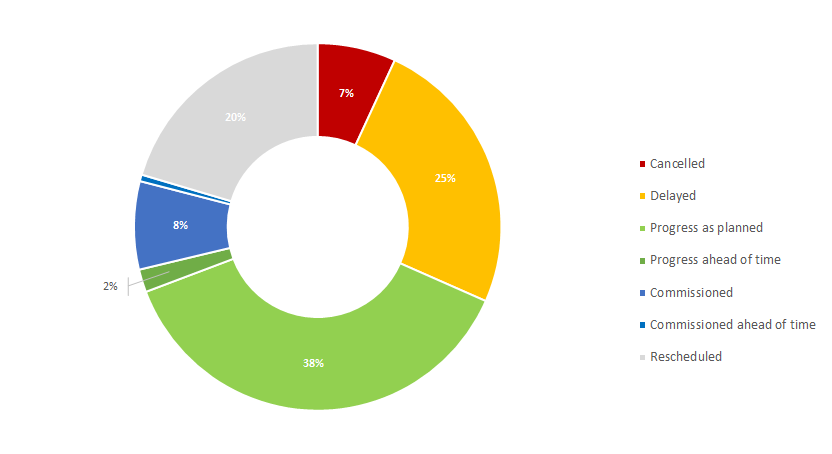 7%
25%
38%
2%
8%
20%
Cancelled
Delayed
Progress as planned
Progress ahead of time
Commissioned
Commissioned ahead of time
Rescheduled